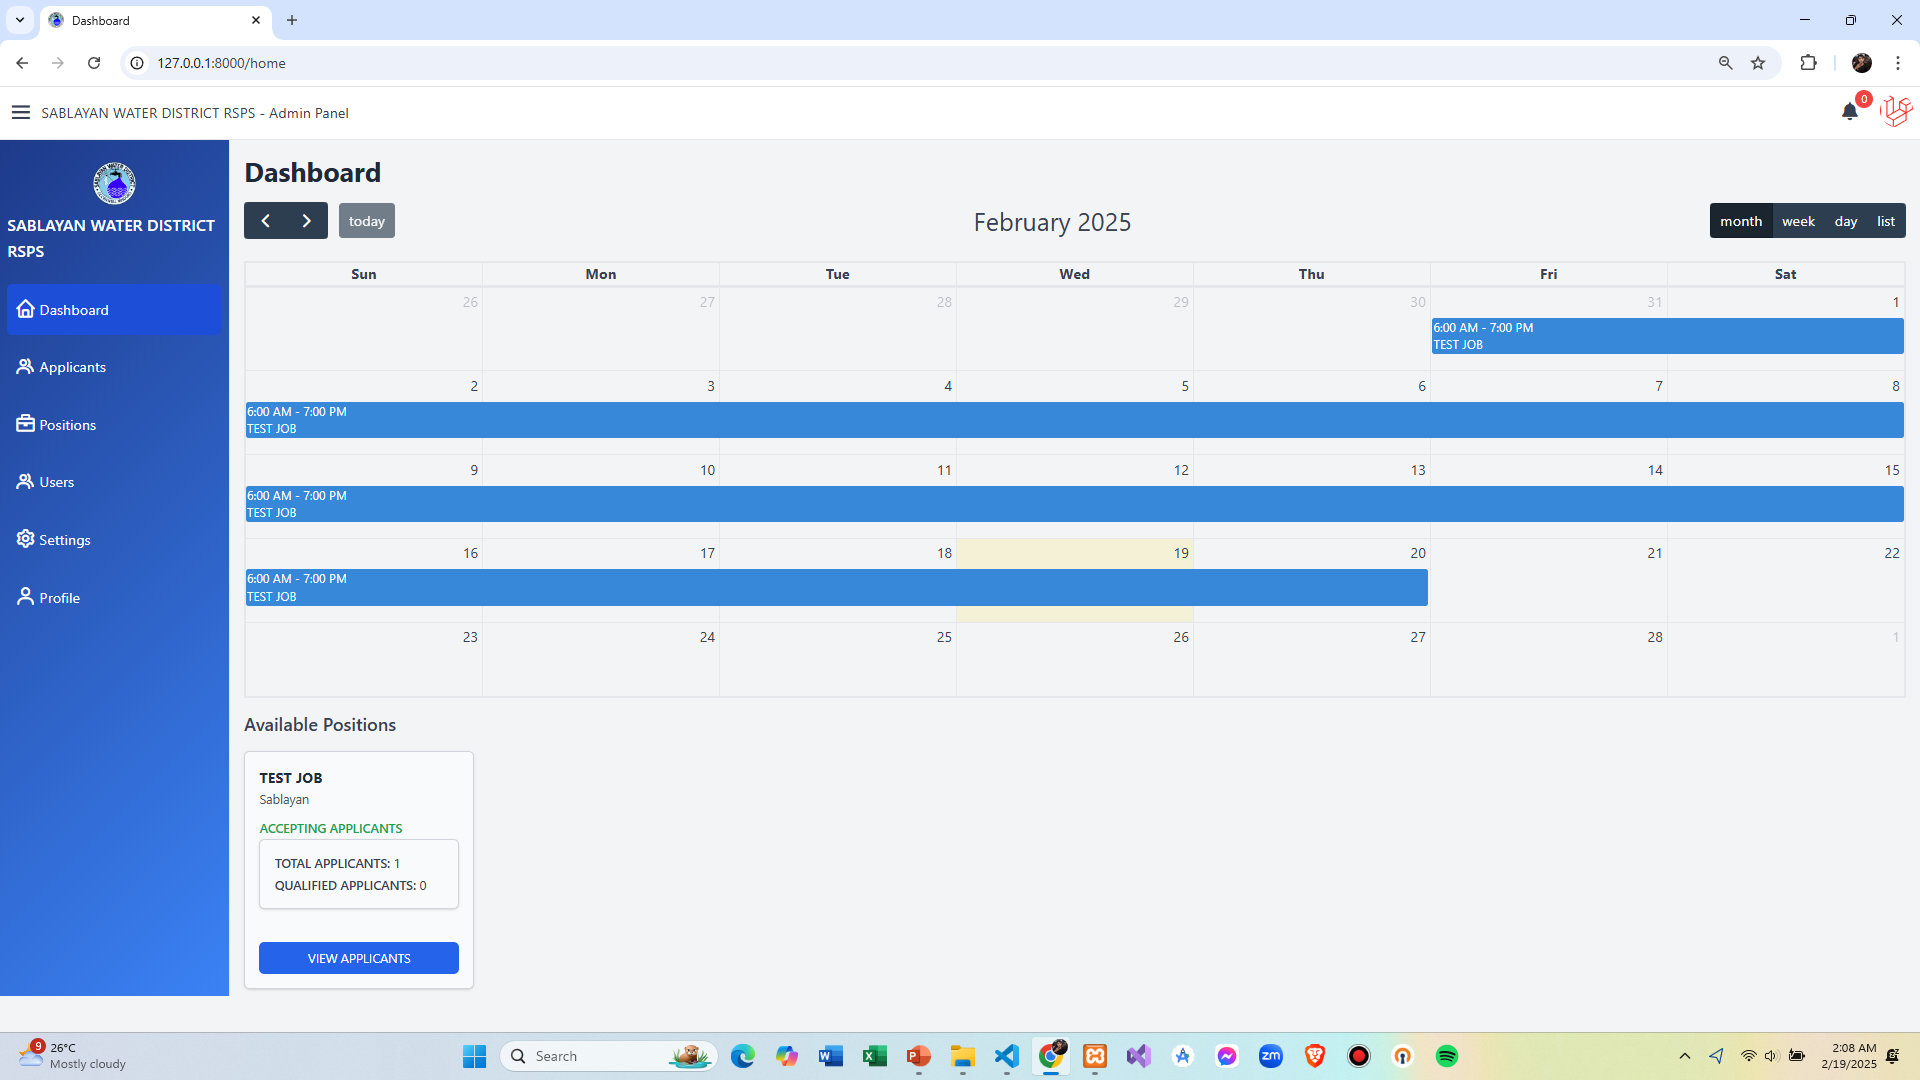 Dashboard
127.0.0.1:8000/home
SABLAYAN WATER DISTRICT RSPS - Admin Panel
0
SABLAYAN WATER DISTRICT
RSPS
Dashboard
Applicants
Positions
Users
Settings
Profile
Dashboard
today
February 2025
month week day list
Sun Mon Tue Wed Thu Fri Sat
26 27 28 29 30 31 1
6:00 AM - 7:00 PM
TEST JOB
2 3 4 5 6 7 8
6:00 AM - 7:00 PM
TEST JOB
9 10 11 12 13 14 15
6:00 AM - 7:00 PM
TEST JOB
16 17 18 19 20 21 22
6:00 AM - 7:00 PM
TEST JOB
23 24 25 26 27 28 1
Available Positions
TEST JOB
Sablayan
ACCEPTING APPLICANTS
TOTAL APPLICANTS: 1
QUALIFIED APPLICANTS: 0
VIEW APPLICANTS
9
26°C
Mostly cloudy
Search
zm
2:08 AM
2/19/2025